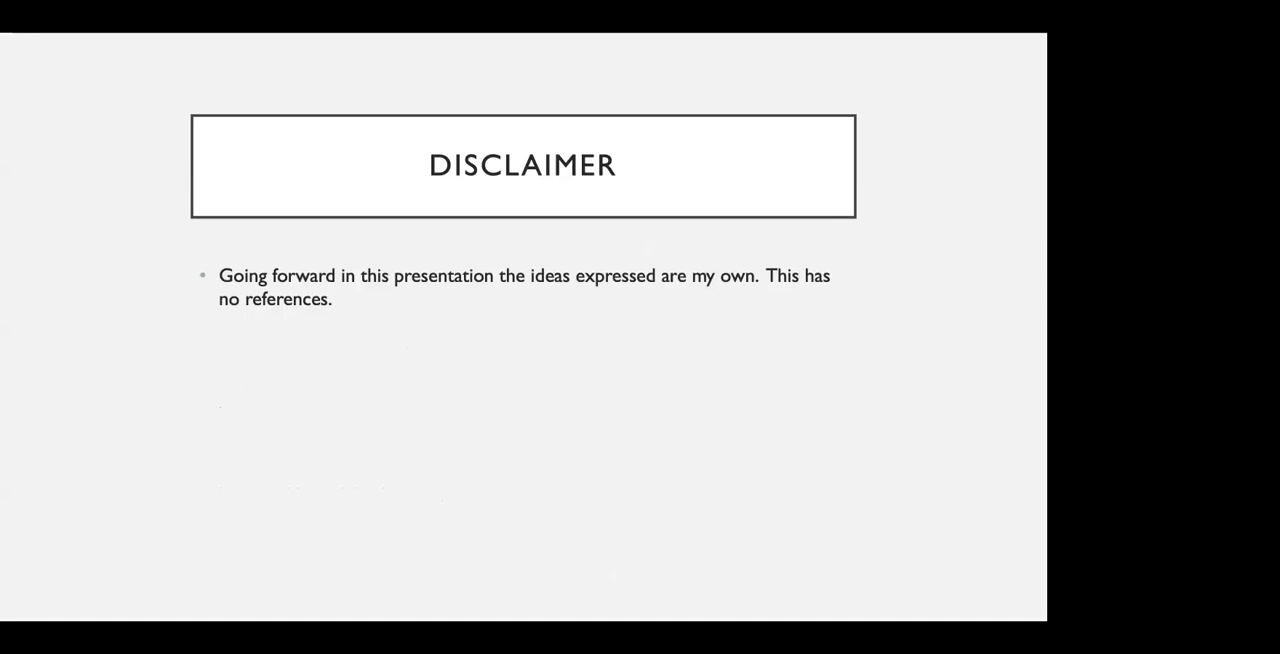 DISCLAIMER
Going forward in this presentation the ideas expressed are my own. This has
no references.